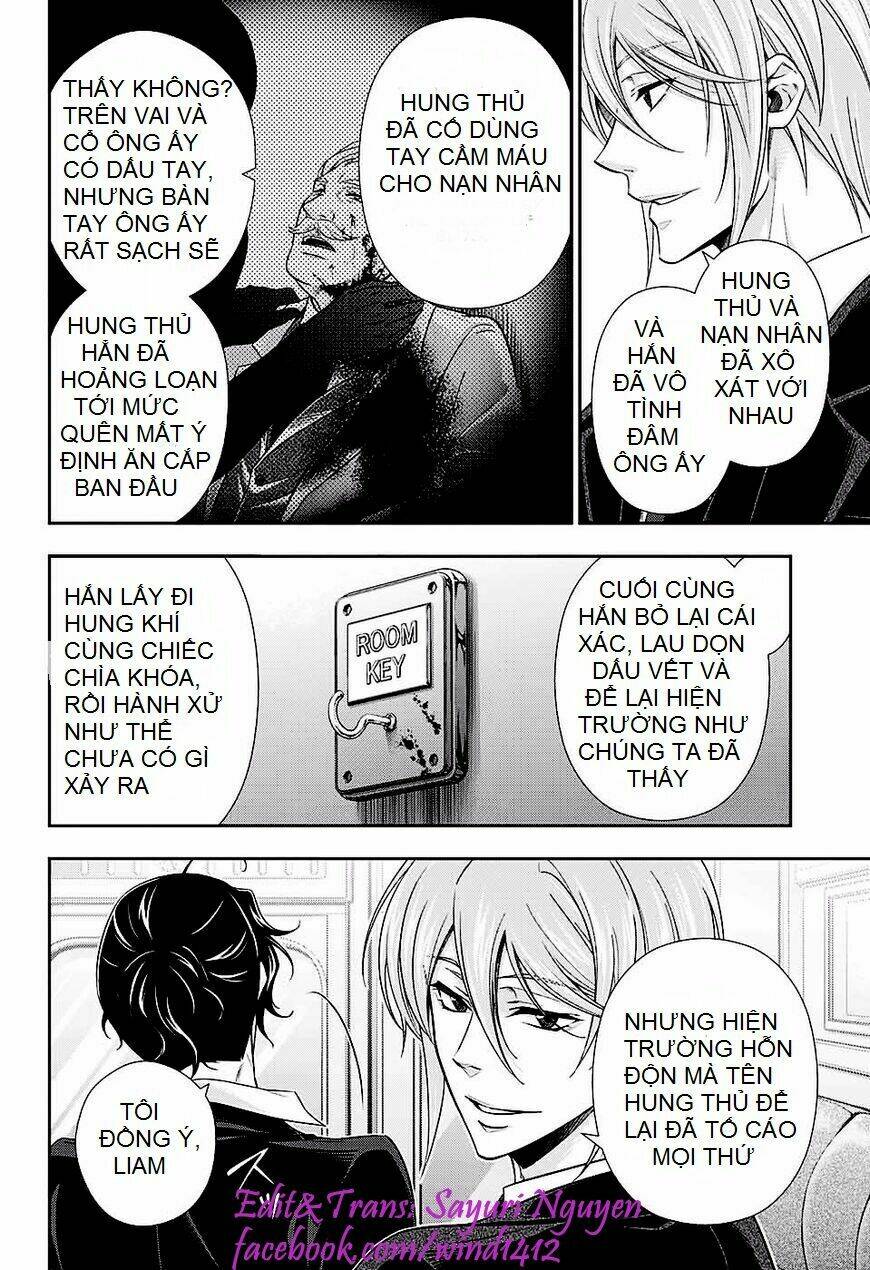 HUNG
THỦ VÀ
NẠN NHÂN
ĐÃ XÔ
XÁT VỚI
NHAU
VÀ
HẮN
ĐÃ VÔ
TÌNH
ĐÂM
ÔNG ẤY
HUNG THỦ
ĐÃ CỐ DÙNG
TAY CẦM MÁU
CHO NẠN NHÂN
THẤY KHÔNG?
TRÊN VAI VÀ
CỔ ÔNG ẤY
CÓ DẤU TAY,
NHƯNG BÀN
TAY ÔNG ẤY
RẤT SẠCH SẼ
HUNG THỦ
HẲN ĐÃ
HOẢNG LOẠN
TỚI MỨC
QUÊN MẤT Ý
ĐỊNH ĂN CẮP
BAN ĐẦU
CUỐI CÙNG
HẮN BỎ LẠI CÁI
XÁC, LAU DỌN
DẤU VẾT VÀ
ĐỂ LẠI HIỆN
TRƯỜNG NHƯ
CHÚNG TA ĐÃ
THẤY
ROOM
KEY
HẮN LẤY ĐI
HUNG KHÍ
CÙNG CHIẾC
CHÌA KHÓA,
RỒI HÀNH XỬ
NHƯ THỂ
CHƯA CÓ GÌ
XẢY RA
NHƯNG HIỆN
TRƯỜNG HỖN
ĐỘN MÀ TÊN
HUNG THỦ ĐỂ
LẠI ĐÃ TỐ CÁO
MỌI THỨ
TÔI
ĐỒNG Ý,
LIAM
Edit&Trans: Sayuri Nguyen
facebook.com/wind1412